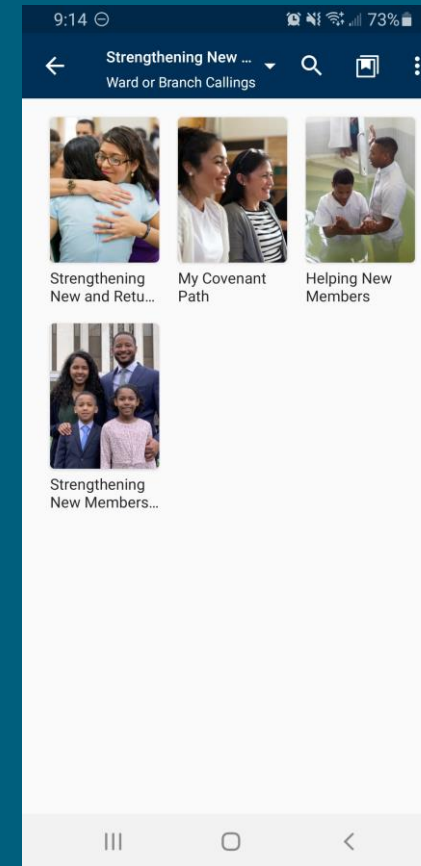 9:14
73%
Strengthening New ...
Ward or Branch Callings
Strengthening
New and Retu...
My Covenant
Path
Helping New
Members
Strengthening
New Members...